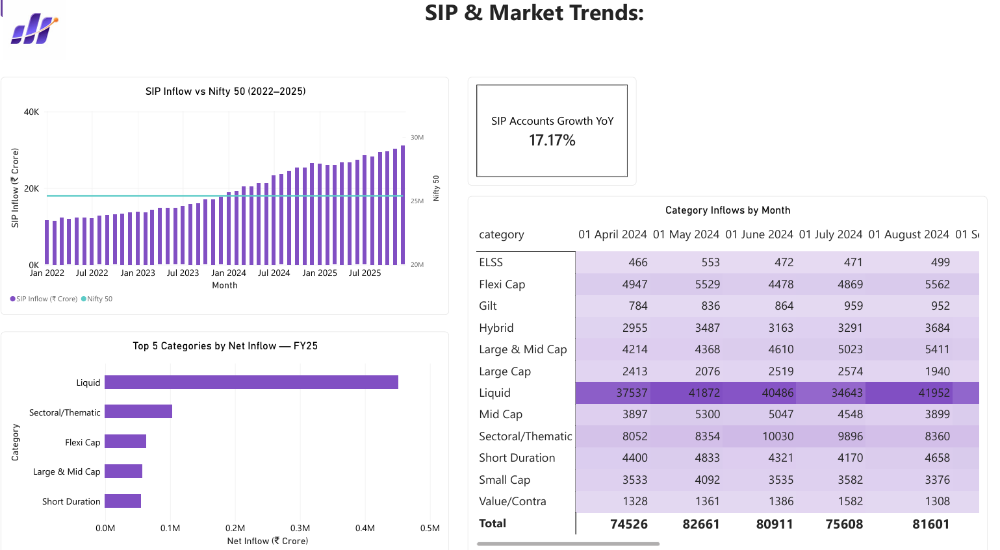 SIP & Market Trends:
SIP Inflow vs Nifty 50 (2022–2025)
40K
20K
0K
SIP Inflow (₹ Crore)
30M
25M
20M
Nifty 50
Jan 2022 Jul 2022 Jan 2023 Jul 2023 Jan 2024 Jul 2024 Jan 2025 Jul 2025
Month
SIP Inflow (₹ Crore) Nifty 50
SIP Accounts Growth YoY
17.17%
Top 5 Categories by Net Inflow — FY25
Category
Liquid
Sectoral/Thematic
Flexi Cap
Large & Mid Cap
Short Duration
0.0M 0.1M 0.2M 0.3M 0.4M 0.5M
Net Inflow (₹ Crore)
Category Inflows by Month
category 01 April 2024 01 May 2024 01 June 2024 01 July 2024 01 August 2024 01 Se
ELSS 466 553 472 471 499
Flexi Cap 4947 5529 4478 4869 5562
Gilt 784 836 864 959 952
Hybrid 2955 3487 3163 3291 3684
Large & Mid Cap 4214 4368 4610 5023 5411
Large Cap 2413 2076 2519 2574 1940
Liquid 37537 41872 40486 34643 41952
Mid Cap 3897 5300 5047 4548 3899
Sectoral/Thematic 8052 8354 10030 9896 8360
Short Duration 4400 4833 4321 4170 4658
Small Cap 3533 4092 3535 3582 3376
Value/Contra 1328 1361 1386 1582 1308
Total 74526 82661 80911 75608 81601